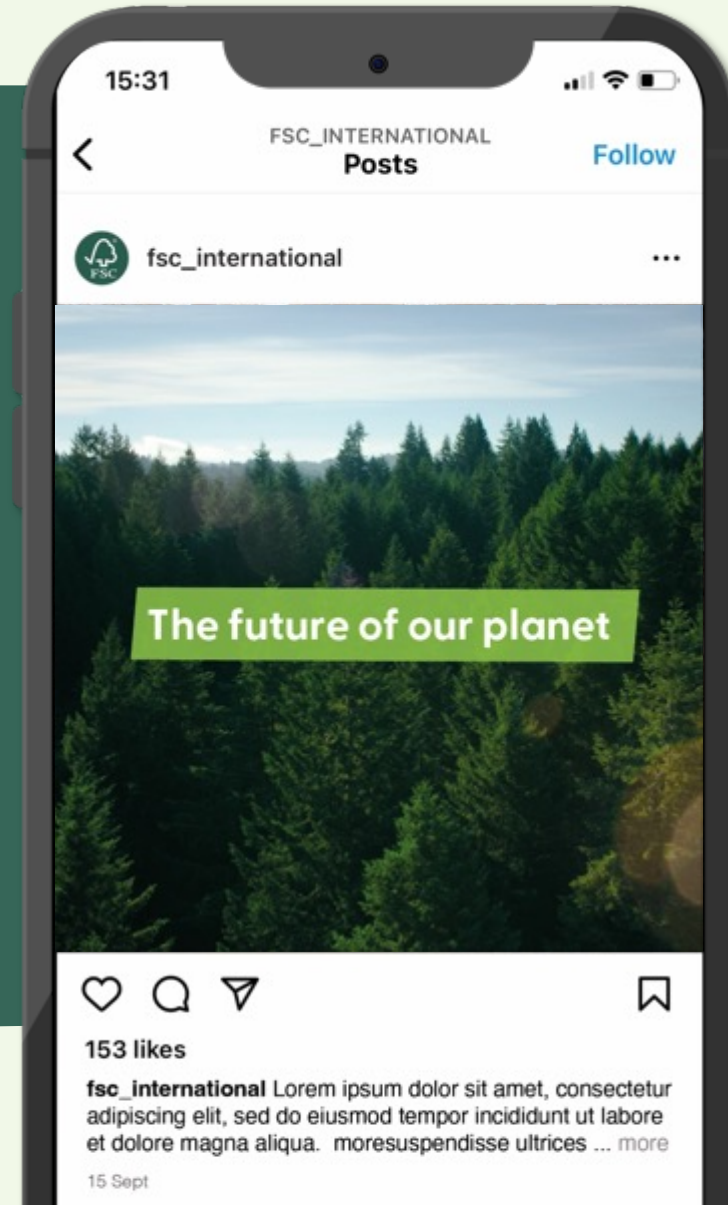 15:31
FSC_INTERNATIONAL
Posts
Follow
FSC
fsc_international
The future of our planet
153 likes
fsc_international Lorem ipsum dolor sit amet, consectetur
adipiscing elit, sed do eiusmod tempor incididunt ut labore
et dolore magna aliqua.  moresuspendisse ultrices ... more
15 Sept